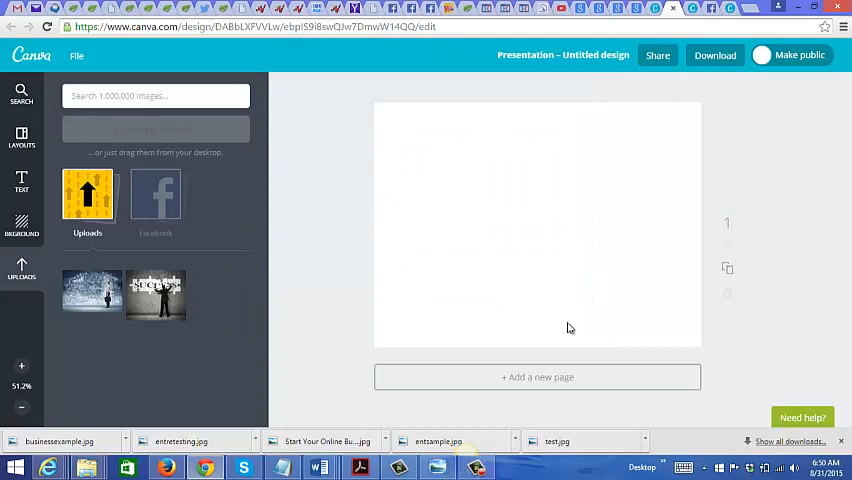 https://www.canva.com/design/DABbLXFVVLw/ebpIS9i8swQJw7DmwW14QQ/edit
Canva
File
Presentation – Untitled design
Share
Download
Make public
SEARCH
Search 1,000,000 images...
LAYOUTS
...or just drag them from your desktop.
TEXT
BKGROUND
Uploads
Facebook
1
UPLOADS
SUCCESS
51.2%
+ Add a new page
Need help?
businessexample.jpg
entretesting.jpg
Start Your Online Bu....jpg
entsample.jpg
test.jpg
Show all downloads...
Desktop
6:50 AM
8/31/2015